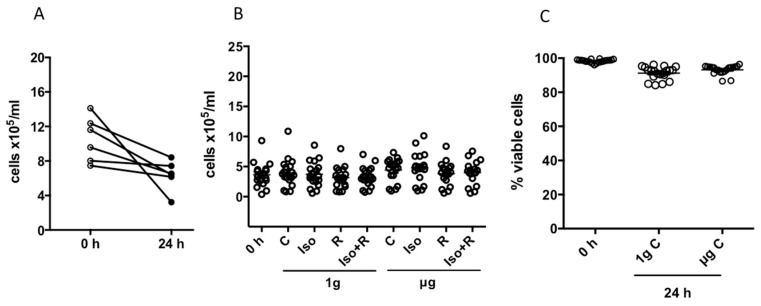 A
B
C
cells x10⁵/ml
20
16
12
8
4
0
0 h
24 h
cells x10⁵/ml
25
20
15
10
5
0
0 h
C
Iso
R
Iso+R
C
Iso
R
Iso+R
1g
µg
% viable cells
100
80
60
40
20
0
0 h
1g C
µg C
24 h